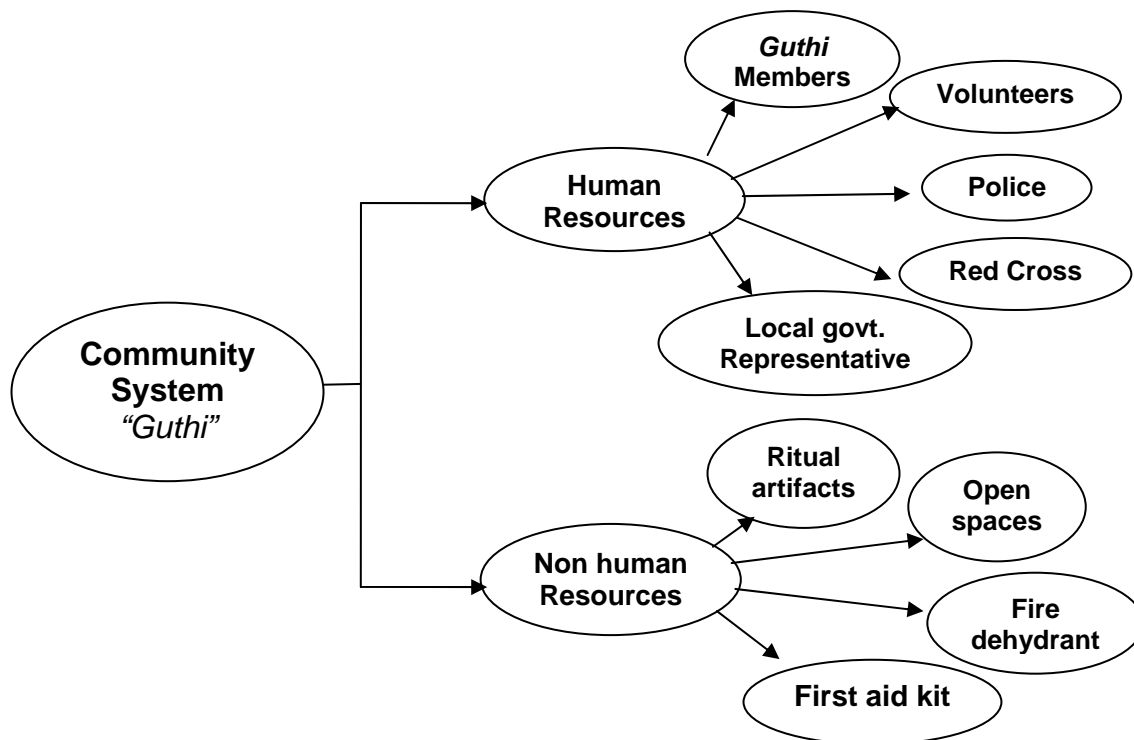 Guthi
Members
Volunteers
Human
Resources
Police
Red Cross
Local govt.
Representative
Community
System
“Guthi”
Ritual
artifacts
Open
spaces
Non human
Resources
Fire
dehydrant
First aid kit